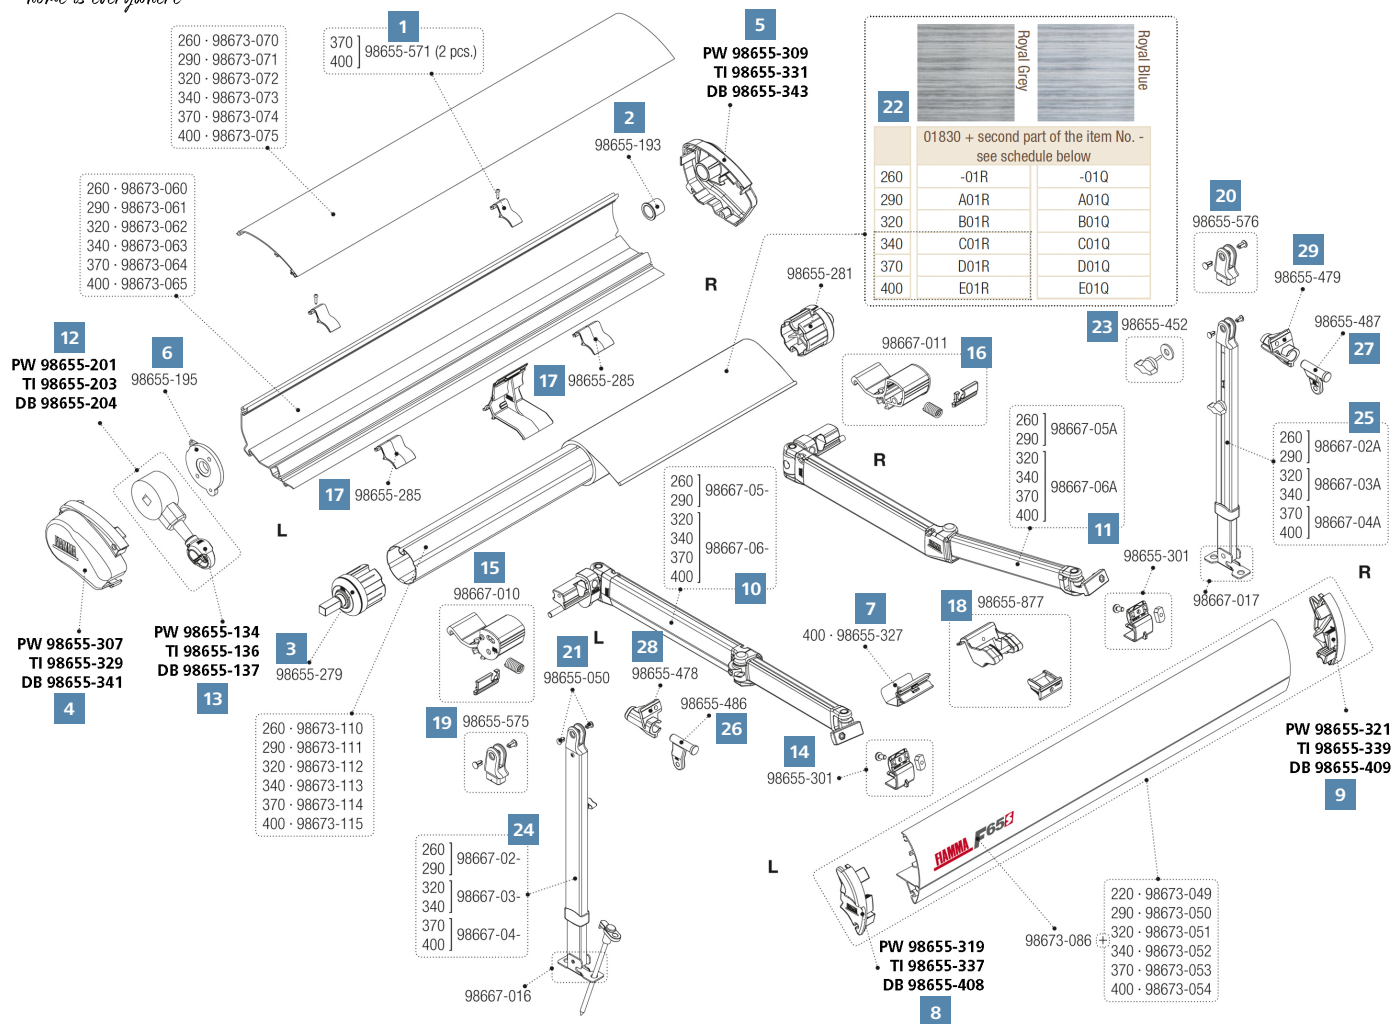 home is everywhere
260 · 98673-070
290 · 98673-071
320 · 98673-072
340 · 98673-073
370 · 98673-074
400 · 98673-075
1
370
400
98655-571 (2 pcs.)
5
PW 98655-309
TI 98655-331
DB 98655-343
2
98655-193
22
Royal Grey
Royal Blue
01830 + second part of the item No. -
see schedule below
260 -01R -01Q
290 A01R A01Q
320 B01R B01Q
340 C01R C01Q
370 D01R D01Q
400 E01R E01Q
20
98655-576
29
98655-479
98655-487
27
23
98655-452
260 · 98673-060
290 · 98673-061
320 · 98673-062
340 · 98673-063
370 · 98673-064
400 · 98673-065
R
98655-281
12
PW 98655-201
TI 98655-203
DB 98655-204
6
98655-195
17
98655-285
17
98655-285
98667-011
16
L
R
260
290
98667-05A
320
340
370
400
98667-06A
11
25
260
290
98667-02A
320
340
98667-03A
370
400
98667-04A
260
290
98667-05-
320
340
370
400
98667-06-
10
FIAMMA
PW 98655-307
TI 98655-329
DB 98655-341
4
PW 98655-134
TI 98655-136
DB 98655-137
13
3
98655-279
15
98667-010
L
21
98655-050
28
98655-478
98655-486
26
7
400 · 98655-327
18
98655-877
98655-301
98667-017
R
19
98655-575
14
98655-301
PW 98655-321
TI 98655-339
DB 98655-409
9
260 · 98673-110
290 · 98673-111
320 · 98673-112
340 · 98673-113
370 · 98673-114
400 · 98673-115
24
260
290
98667-02-
320
340
98667-03-
370
400
98667-04-
98667-016
FIAMMA F65S
L
PW 98655-319
TI 98655-337
DB 98655-408
8
98673-086 +
220 · 98673-049
290 · 98673-050
320 · 98673-051
340 · 98673-052
370 · 98673-053
400 · 98673-054